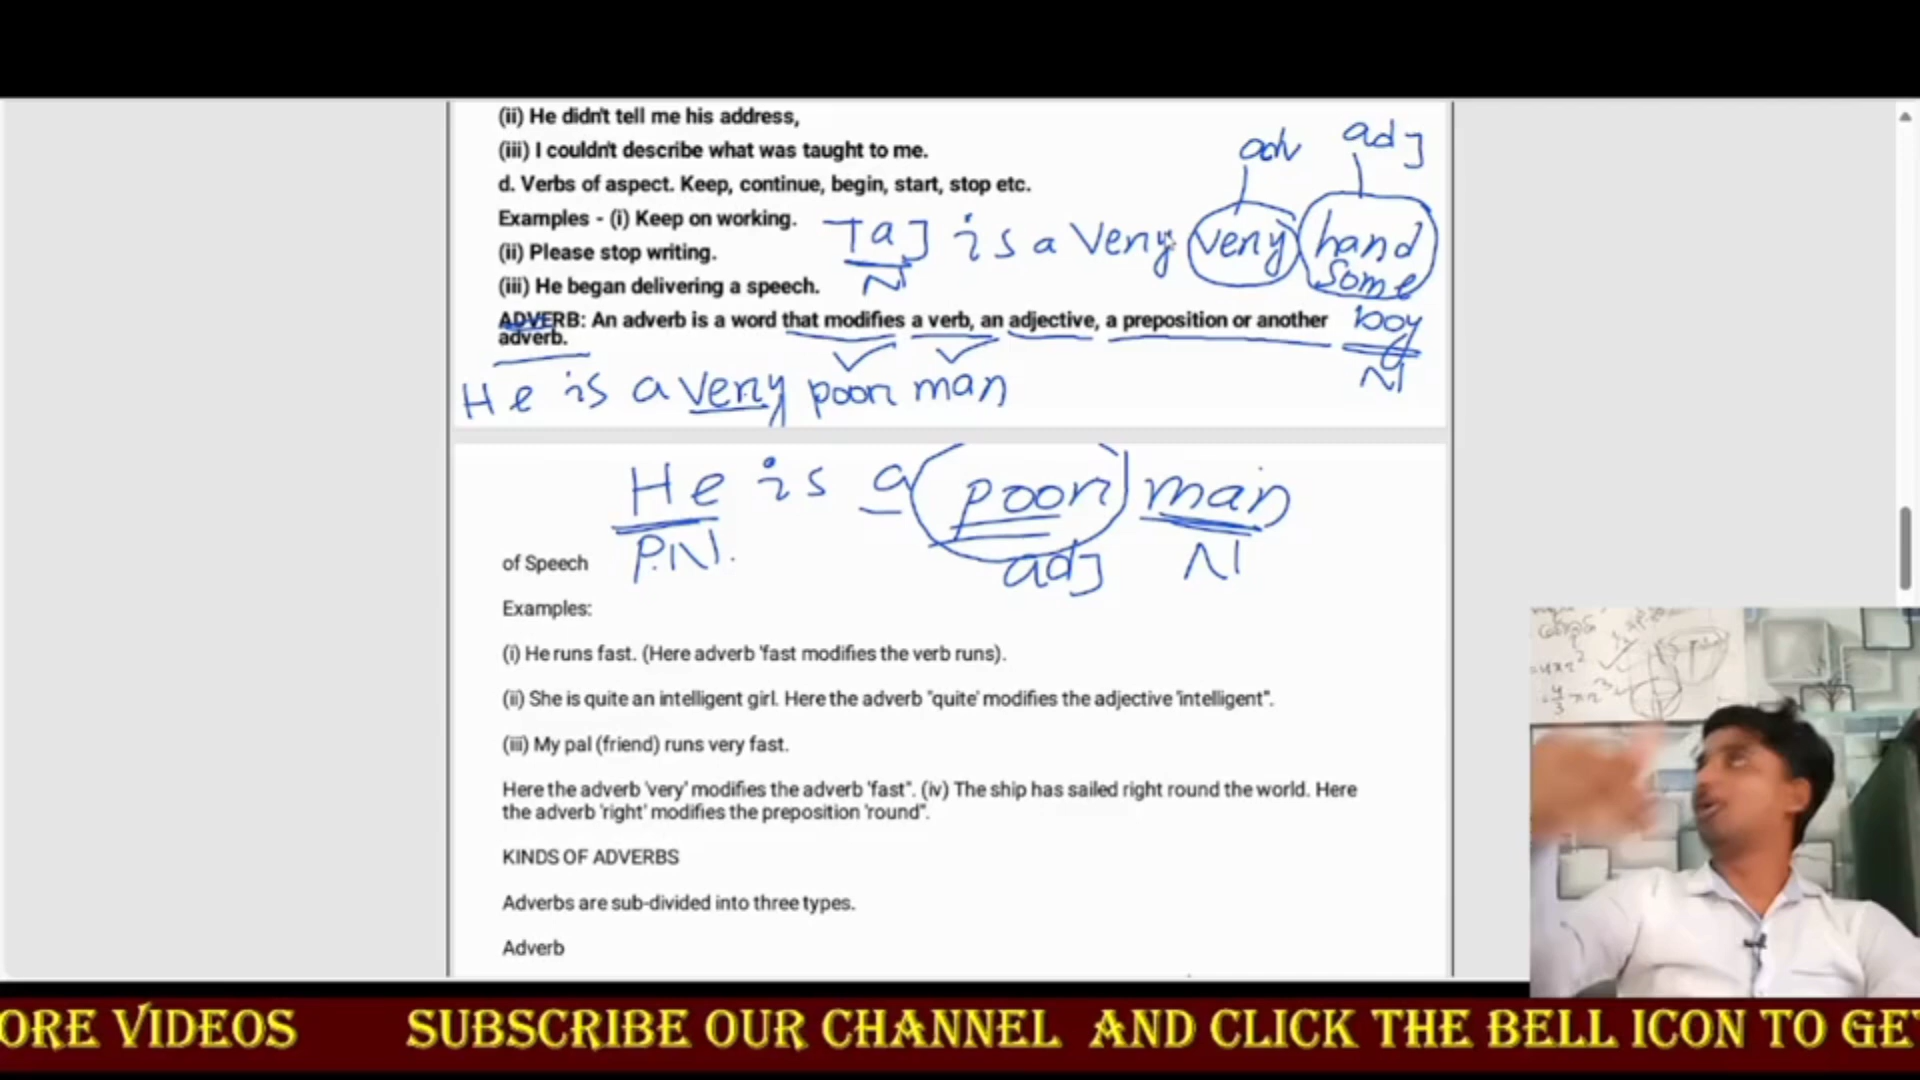 (ii) He didn't tell me his address,
(iii) I couldn't describe what was taught to me.
adv adj
d. Verbs of aspect. Keep, continue, begin, start, stop etc.
Examples - (i) Keep on working.
Taj is a very very hand
some
(ii) Please stop writing.
N
(iii) He began delivering a speech.
ADVERB: An adverb is a word that modifies a verb, an adjective, a preposition or another
adverb.
boy
N
He is a very poor man
He is a poor man
P.N. adj N
of Speech
Examples:
(i) He runs fast. (Here adverb 'fast modifies the verb runs).
(ii) She is quite an intelligent girl. Here the adverb "quite' modifies the adjective 'intelligent".
(iii) My pal (friend) runs very fast.
Here the adverb 'very' modifies the adverb 'fast". (iv) The ship has sailed right round the world. Here
the adverb 'right' modifies the preposition 'round".
KINDS OF ADVERBS
Adverbs are sub-divided into three types.
Adverb
ORE VIDEOS SUBSCRIBE OUR CHANNEL AND CLICK THE BELL ICON TO GET